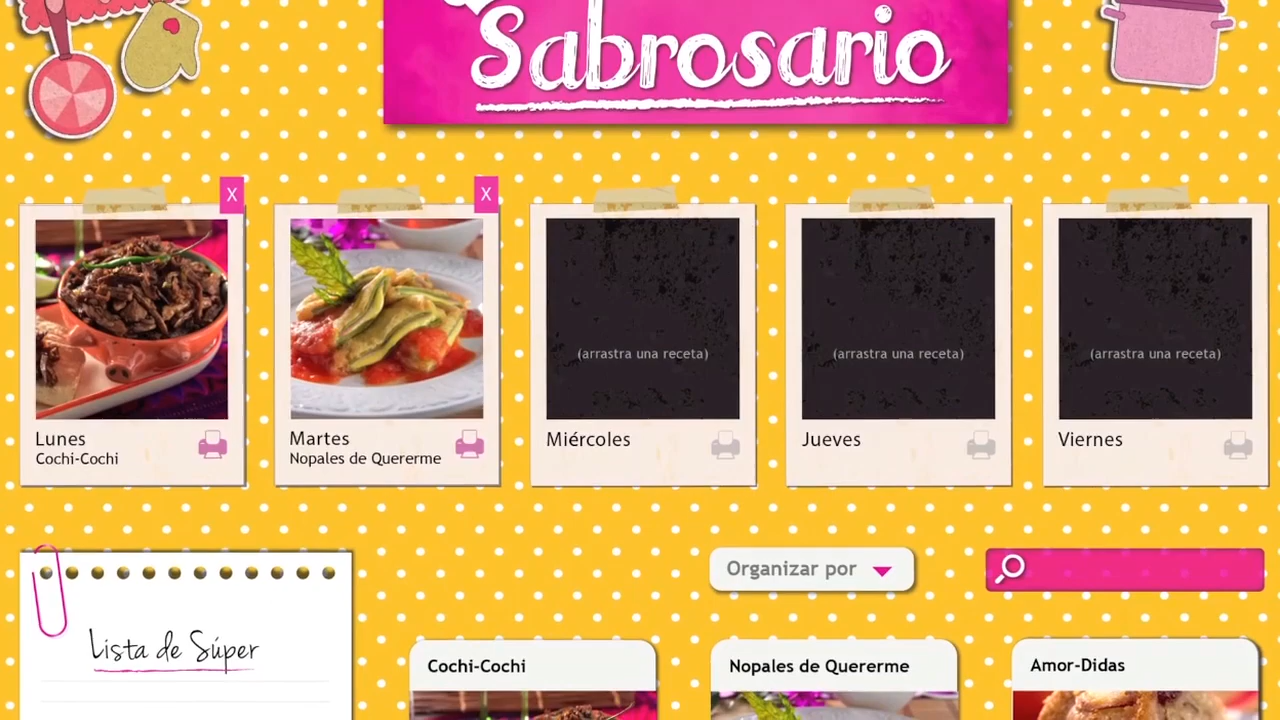 Sabrosario
X
X
(arrastra una receta)
(arrastra una receta)
(arrastra una receta)
Lunes
Cochi-Cochi
Martes
Nopales de Quererme
Miércoles
Jueves
Viernes
Organizar por
Lista de Súper
Cochi-Cochi
Nopales de Quererme
Amor-Didas